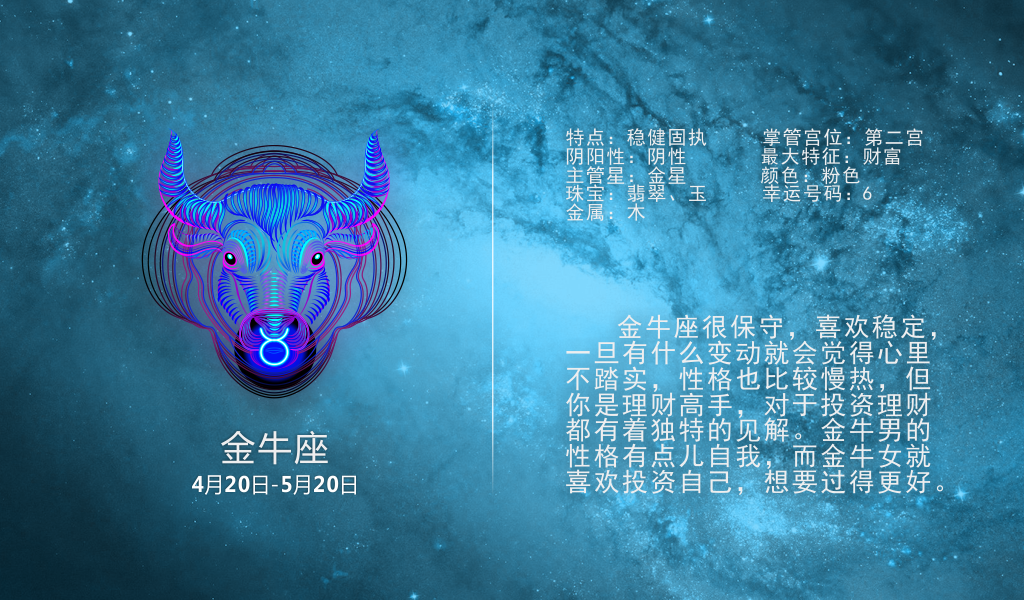 金牛座
4月20日-5月20日
特点：稳健固执
阴阳性：阴性
主管星：金星
珠宝：翡翠、玉
金属：木
掌管宫位：第二宫
最大特征：财富
颜色：粉色
幸运号码：6
金牛座很保守，喜欢稳定，
一旦有什么变动就会觉得心里
不踏实，性格也比较慢热，但
你是理财高手，对于投资理财
都有着独特的见解。金牛男的
性格有点儿自我，而金牛女就
喜欢投资自己，想要过得更好。